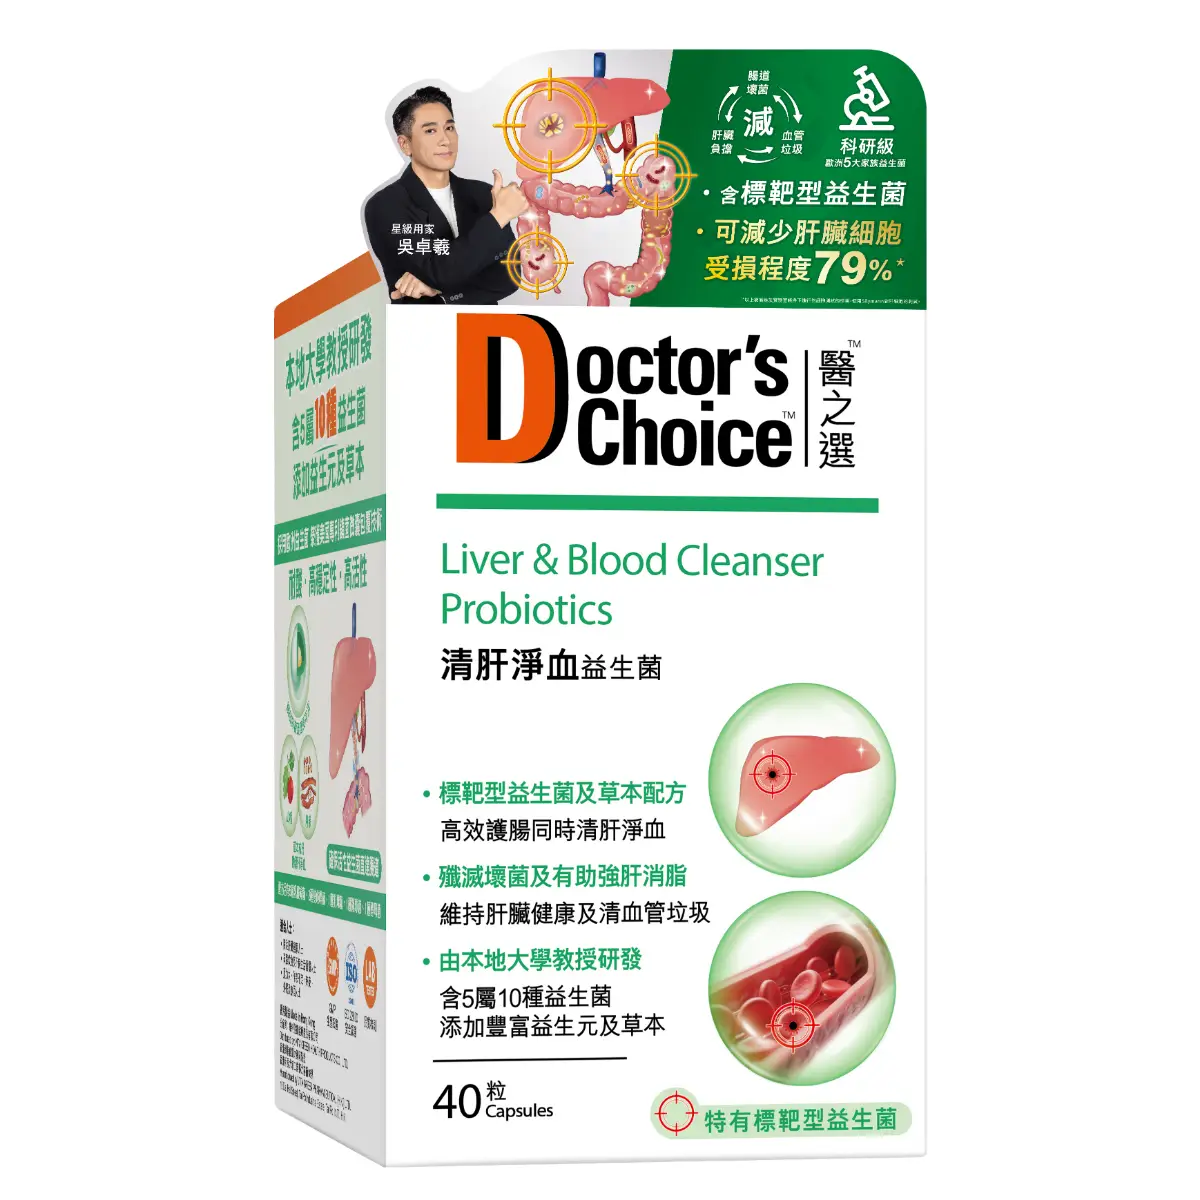 腸道
壞菌
肝臟
負擔
減
血管
垃圾
科研級
歐洲5大家族益生菌
・含標靶型益生菌
・可減少肝臟細胞
受損程度79%*
星級用家
吳卓羲
Doctor's
Choice™
醫之選™
Liver & Blood Cleanser
Probiotics
清肝淨血益生菌
• 標靶型益生菌及草本配方
高效護腸同時清肝淨血
• 殲滅壞菌及有助強肝消脂
維持肝臟健康及清血管垃圾
• 由本地大學教授研發
含5屬10種益生菌
添加豐富益生元及草本
40粒
Capsules
特有標靶型益生菌
本地大學教授研發
含5屬10種益生菌
添加益生元及草本
耐酸・高穩定性・高活性
GMP
ISO
LAB